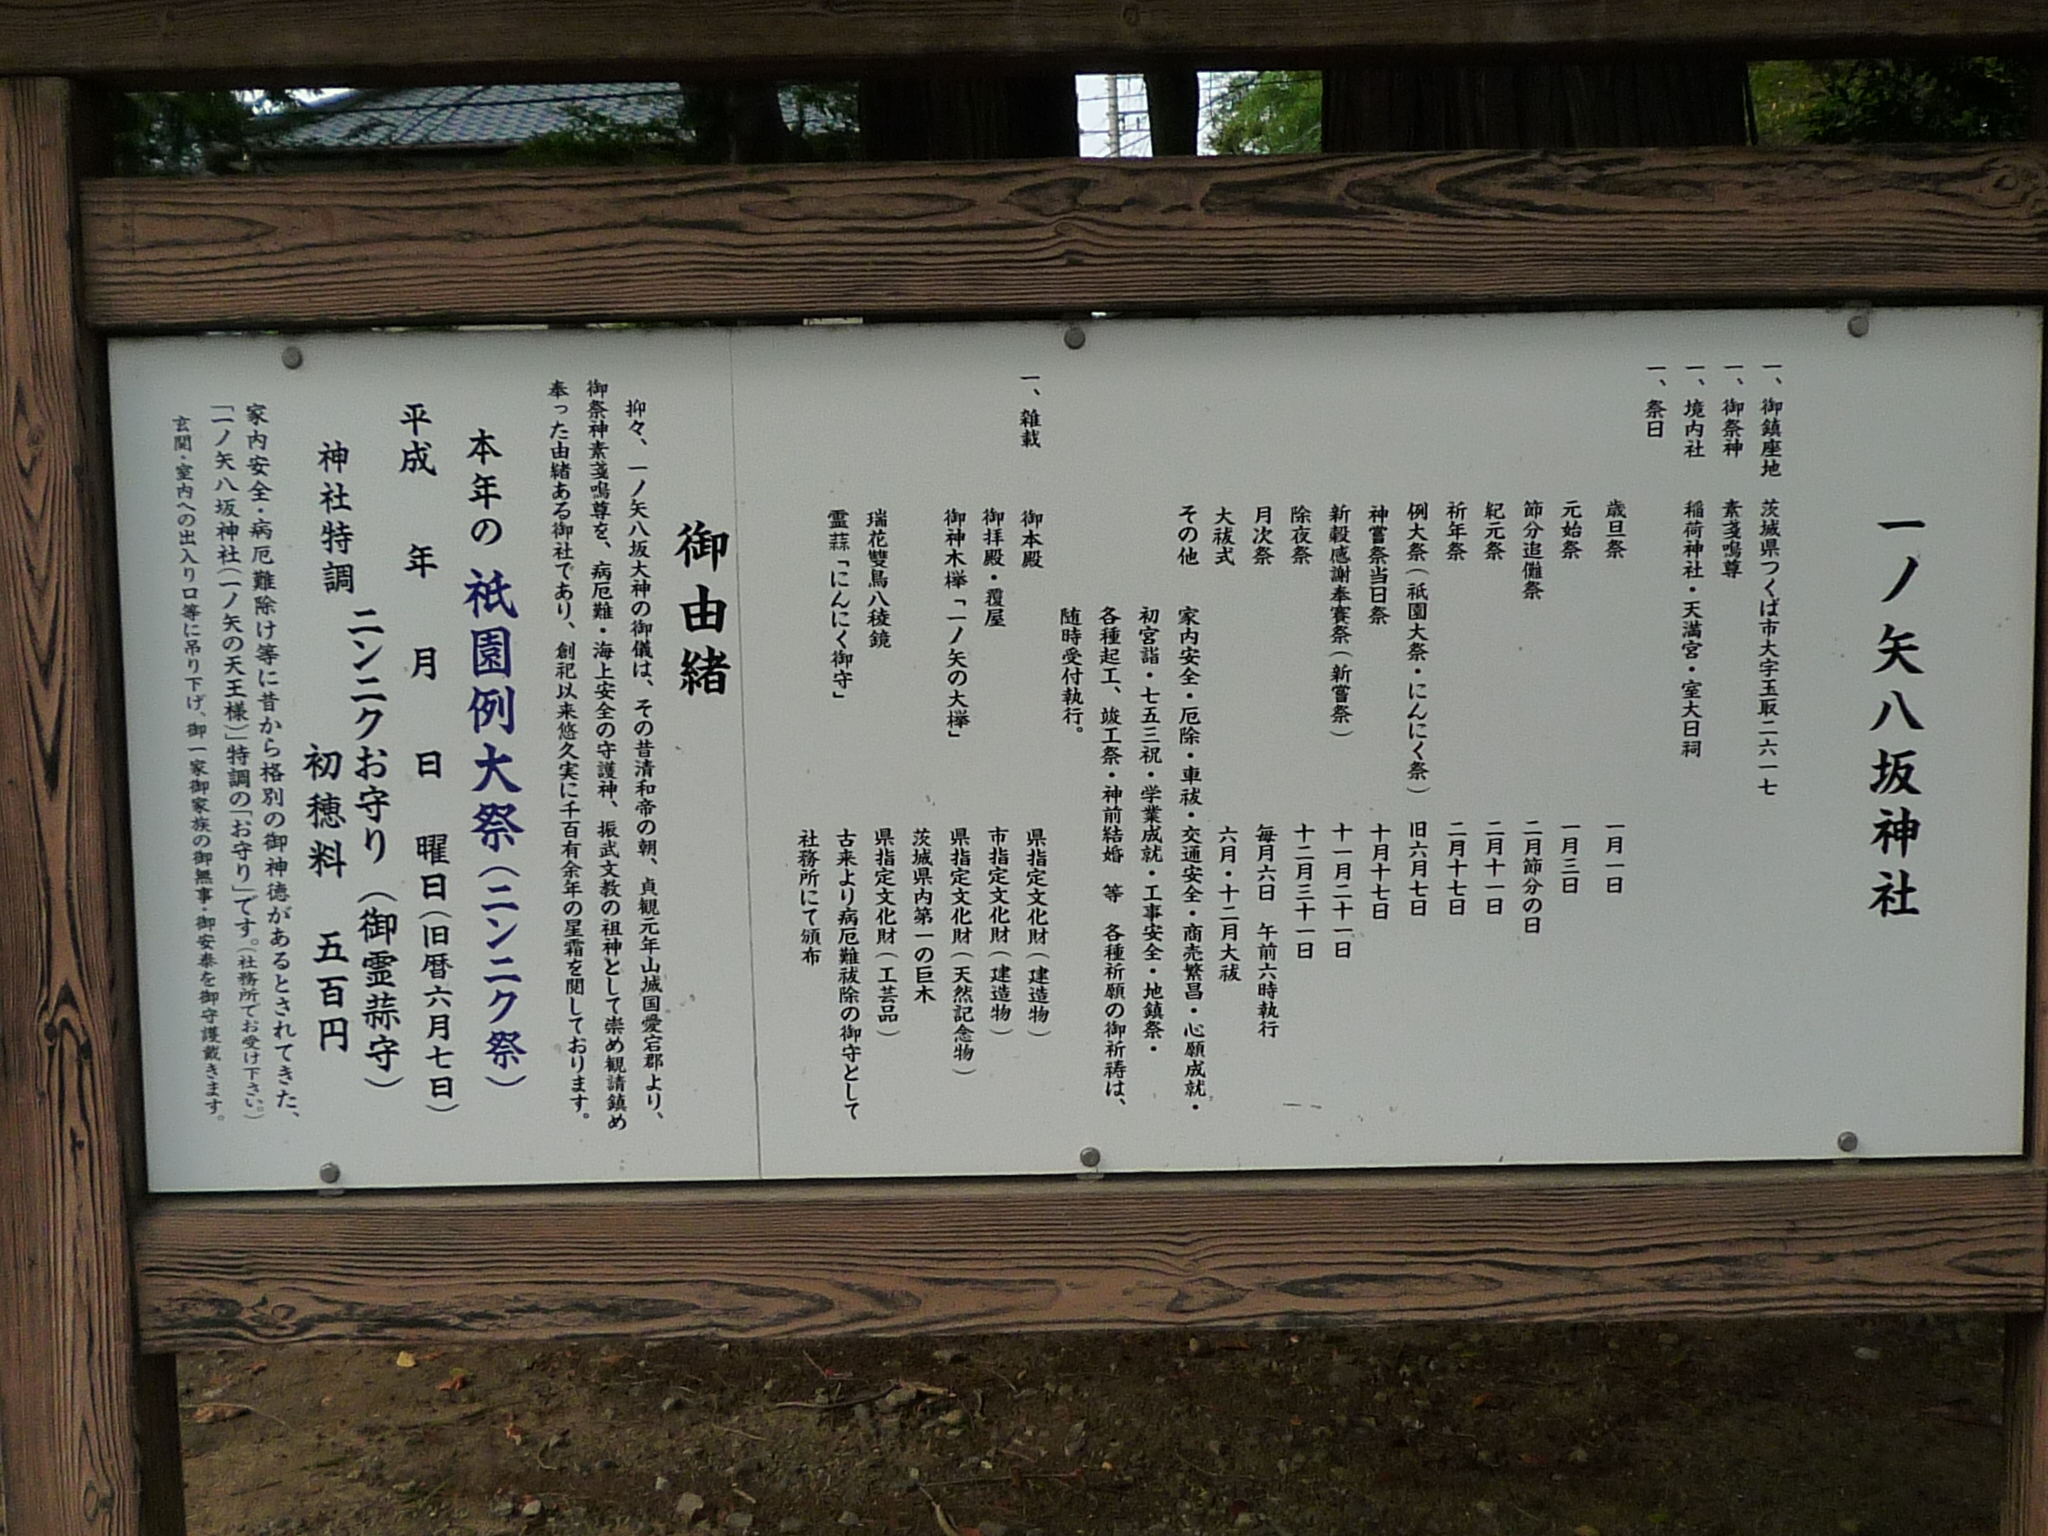 一ノ矢八坂神社
一、御鎮座地 茨城県つくば市大字玉取二六一七
一、御祭神 素戔嗚尊
一、境内社 稲荷神社・天満宮・室大日祠
一、祭日
歳旦祭 一月一日
元始祭 一月三日
節分追儺祭 二月節分の日
紀元祭 二月十一日
祈年祭 二月十七日
例大祭（祇園大祭・にんにく祭） 旧六月七日
神嘗祭当日祭 十月十七日
新穀感謝奉賽祭（新嘗祭） 十一月二十一日
除夜祭 十二月三十一日
月次祭 毎月六日 午前六時執行
大祓式 六月・十二月大祓
その他 家内安全・厄除・車祓・交通安全・商売繁昌・心願成就・
初宮詣・七五三祝・学業成就・工事安全・地鎮祭・
各種起工、竣工祭・神前結婚 等 各種祈願の御祈祷は、
随時受付執行。
一、雑載 御本殿 県指定文化財（建造物）
御拝殿・覆屋 市指定文化財（建造物）
御神木欅「一ノ矢の大欅」 県指定文化財（天然記念物）
茨城県内第一の巨木
瑞花雙鳥八稜鏡 県指定文化財（工芸品）
霊蒜「にんにく御守」 古来より病厄難祓除の御守として
社務所にて頒布
御由緒
抑々、一ノ矢八坂大神の御儀は、その昔清和帝の朝、貞観元年山城国愛宕郡より、
御祭神素戔嗚尊を、病厄難・海上安全の守護神、振武文教の祖神として崇め観請鎮め
奉った由緒ある御社であり、創祀以来悠久実に千百有余年の星霜を閲しております。
本年の 祇園例大祭（ニンニク祭）
平成 年 月 日 曜日（旧暦六月七日）
神社特調 ニンニクお守り（御霊蒜守）
初穂料 五百円
家内安全・病厄難除け等に昔から格別の御神徳があるとされてきた、
「一ノ矢八坂神社（一ノ矢の天王様）」特調の「お守り」です。（社務所でお受け下さい。）
玄関・室内への出入り口等に吊り下げ、御一家御家族の御無事・御安泰を御守護戴きます。